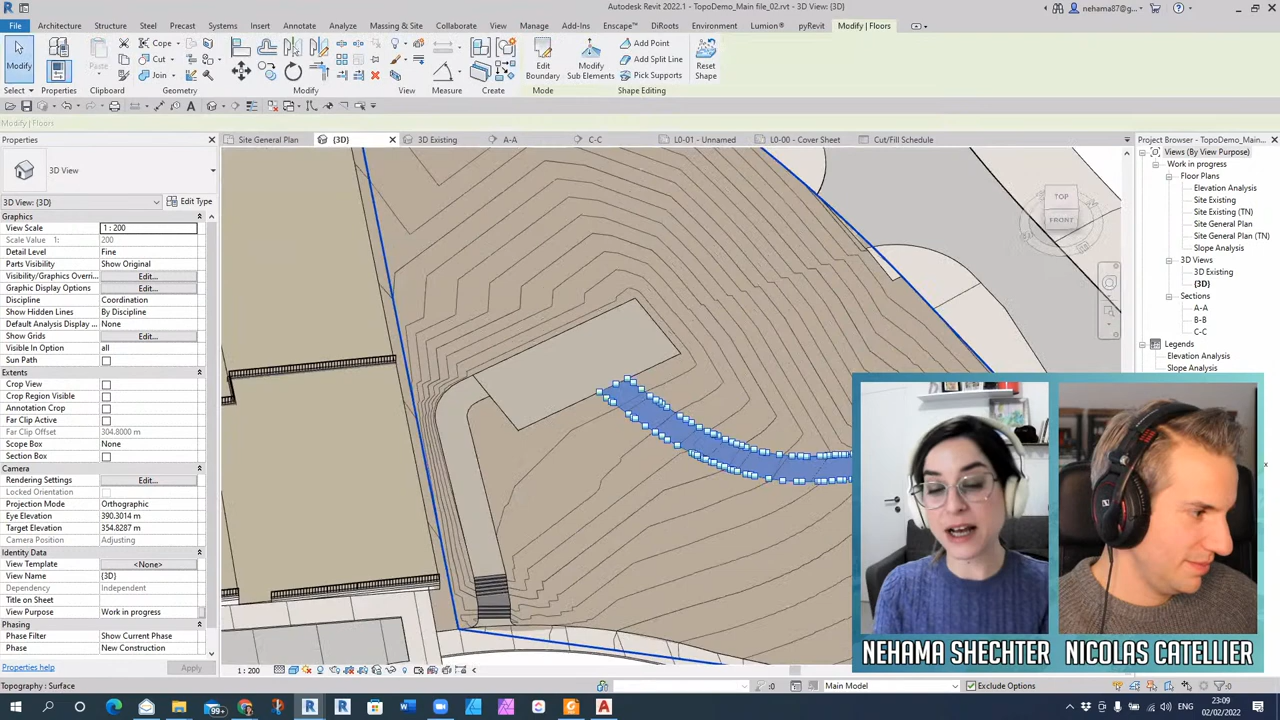 Autodesk Revit 2022.1 - TopoDemo_Main file_02.rvt - 3D View: {3D}
nehama87@g...
File Architecture Structure Steel Precast Systems Insert Annotate Analyze Massing & Site Collaborate View Manage Add-Ins Enscape™ DiRoots Environment Lumion® pyRevit Modify | Floors
Modify
Paste
Cope
Cut
Join
Edit Boundary
Modify Sub Elements
Add Point
Add Split Line
Pick Supports
Reset Shape
Select Properties Clipboard Geometry Modify View Measure Create Mode Shape Editing
Modify | Floors
Properties
Site General Plan {3D} 3D Existing A-A C-C L0-01 - Unnamed L0-00 - Cover Sheet Cut/Fill Schedule
Project Browser - TopoDemo_Main...
3D View
3D View: {3D} Edit Type
Graphics
View Scale 1 : 200
Scale Value 1: 200
Detail Level Fine
Parts Visibility Show Original
Visibility/Graphics Overri... Edit...
Graphic Display Options Edit...
Discipline Coordination
Show Hidden Lines By Discipline
Default Analysis Display ... None
Show Grids Edit...
Visible In Option all
Sun Path
Extents
Crop View
Crop Region Visible
Annotation Crop
Far Clip Active
Far Clip Offset 304.8000 m
Scope Box None
Section Box
Camera
Rendering Settings Edit...
Locked Orientation
Projection Mode Orthographic
Eye Elevation 390.3014 m
Target Elevation 354.8287 m
Camera Position Adjusting
Identity Data
View Template <None>
View Name {3D}
Dependency Independent
Title on Sheet
View Purpose Work in progress
Phasing
Phase Filter Show Current Phase
Phase New Construction
Properties help Apply
TOP
FRONT
Views (By View Purpose)
Work in progress
Floor Plans
Elevation Analysis
Site Existing
Site Existing (TN)
Site General Plan
Site General Plan (TN)
Slope Analysis
3D Views
3D Existing
{3D}
Sections
A-A
B-B
C-C
Legends
Elevation Analysis
Slope Analysis
NEHAMA SHECHTER NICOLAS CATELLIER
1 : 200
Topography : Surface
:0 Main Model Exclude Options :0
99+
ENG
23:09
02/02/2022